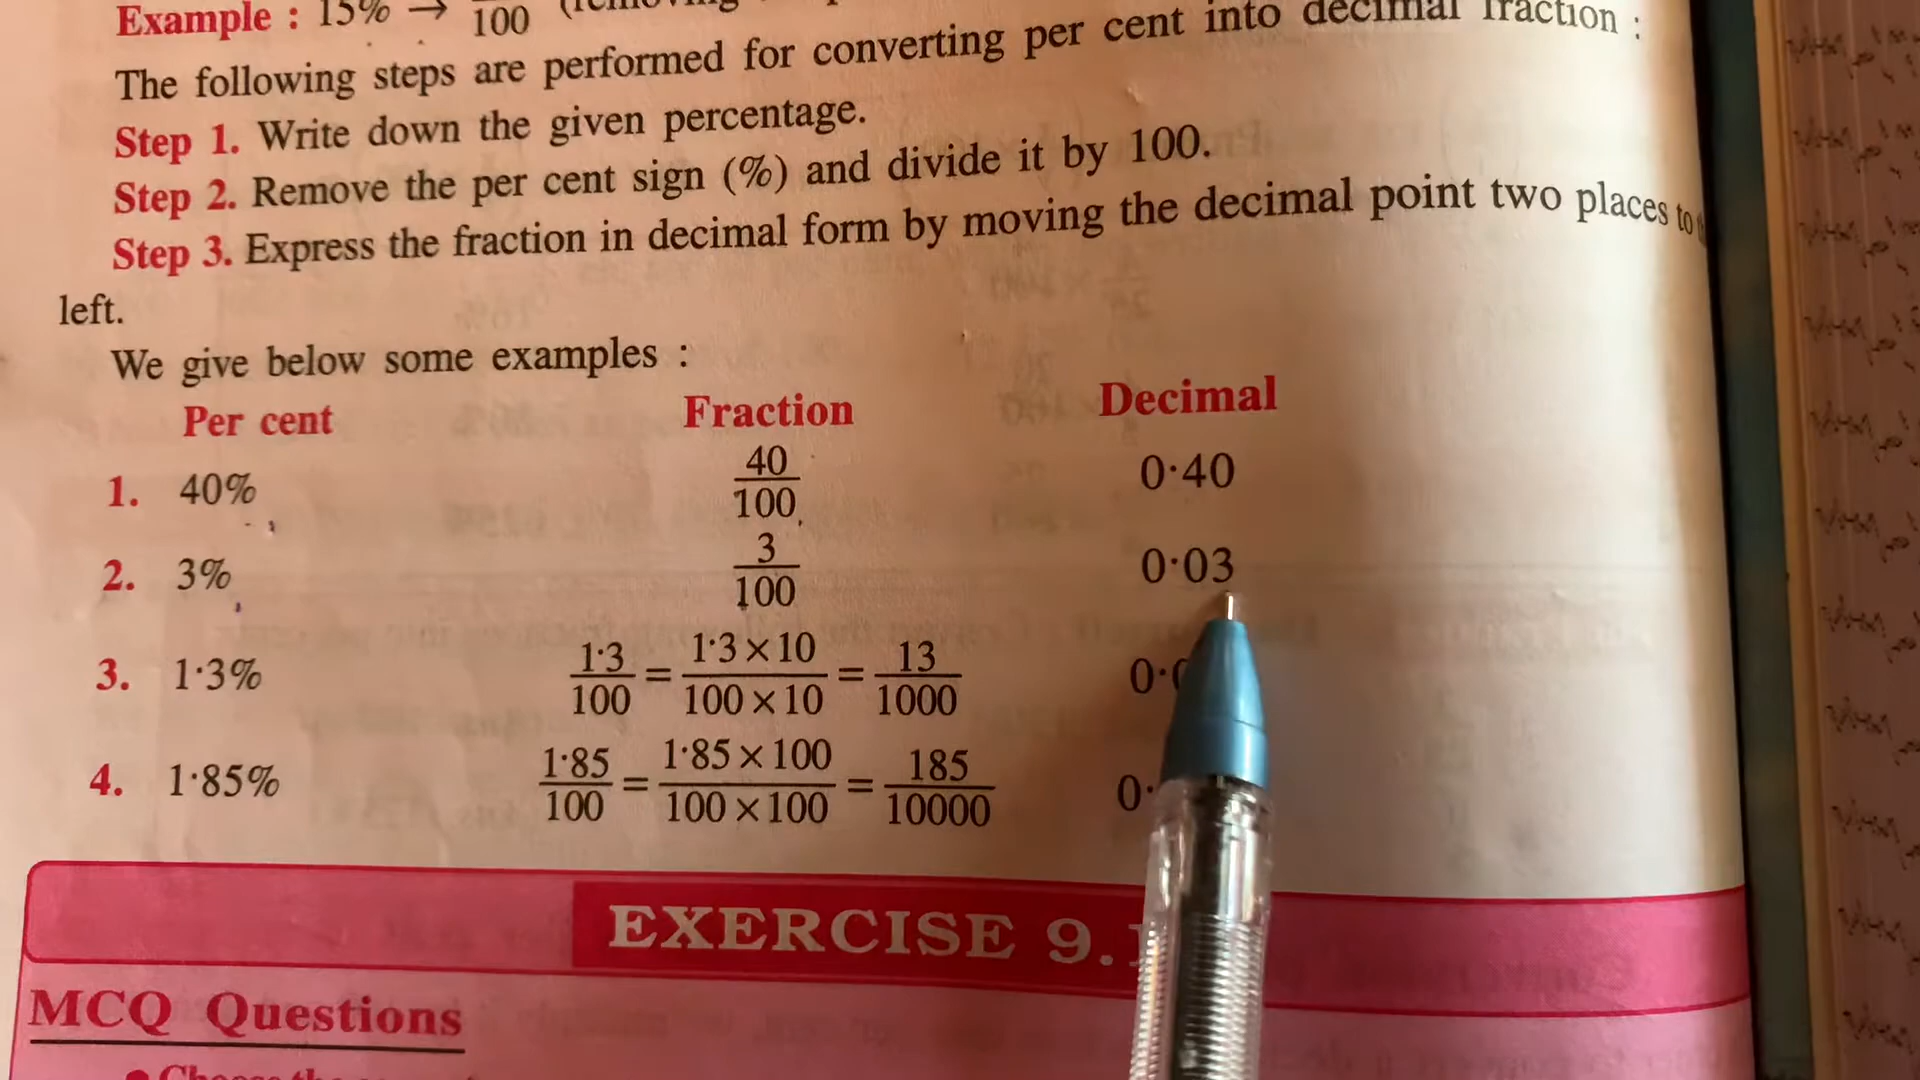 Example : 15% → /100
The following steps are performed for converting per cent into decimal fraction :
Step 1. Write down the given percentage.
Step 2. Remove the per cent sign (%) and divide it by 100.
Step 3. Express the fraction in decimal form by moving the decimal point two places to
left.
We give below some examples :
Per cent Fraction Decimal
1. 40% 40/100 0·40
2. 3% 3/100 0·03
3. 1·3% 1·3/100 = 1·3 × 10/100 × 10 = 13/1000
4. 1·85% 1·85/100 = 1·85 × 100/100 × 100 = 185/10000
EXERCISE 9.
MCQ Questions